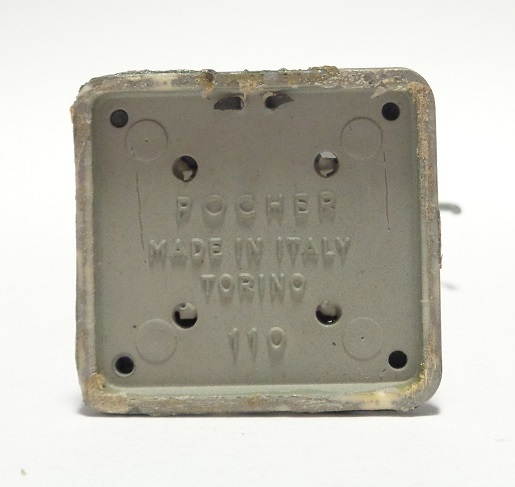 POCHER
MADE IN ITALY
TORINO
110